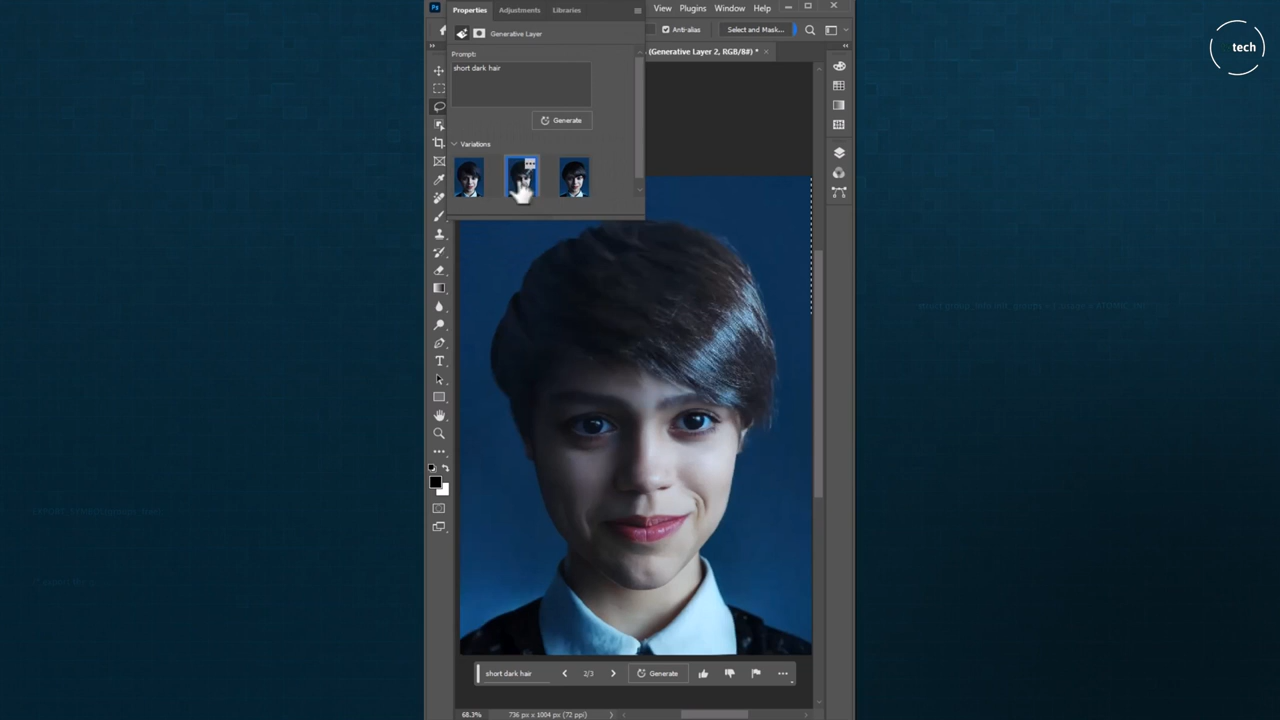 Ps
Properties
Adjustments
Libraries
View
Plugins
Window
Help
Generative Layer
Anti-alias
Select and Mask...
tech
Prompt:
(Generative Layer 2, RGB/8#) *
short dark hair
Generate
Variations
T
short dark hair
2/3
Generate
68.3%
736 px x 1004 px (72 ppi)